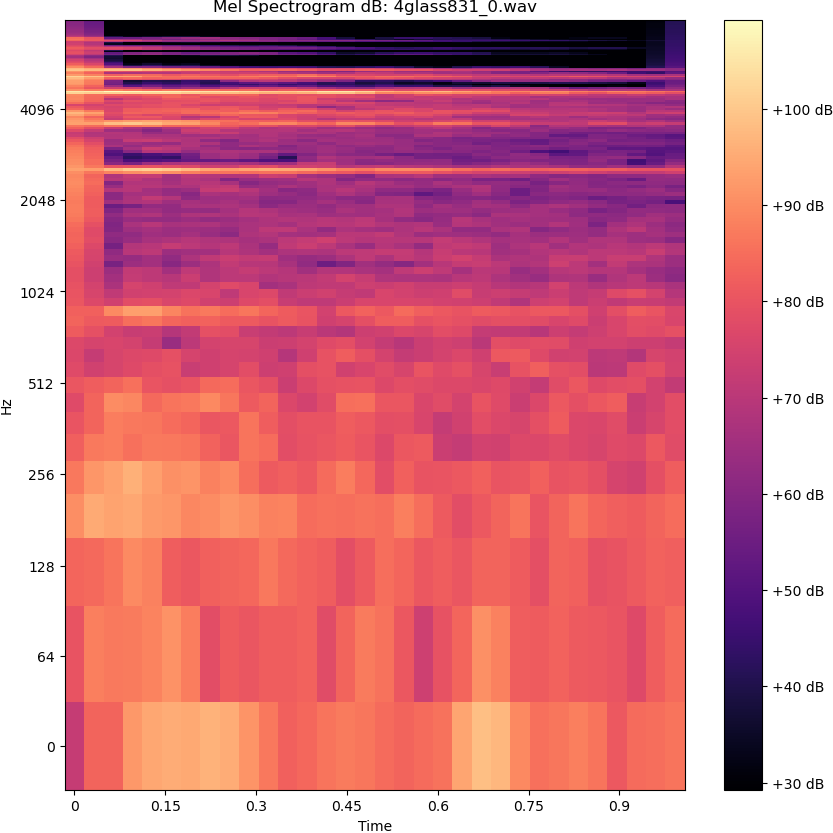 Mel Spectrogram dB: 4glass831_0.wav
4096
2048
1024
512
256
128
64
0
Hz
0 0.15 0.3 0.45 0.6 0.75 0.9
Time
+100 dB
+90 dB
+80 dB
+70 dB
+60 dB
+50 dB
+40 dB
+30 dB